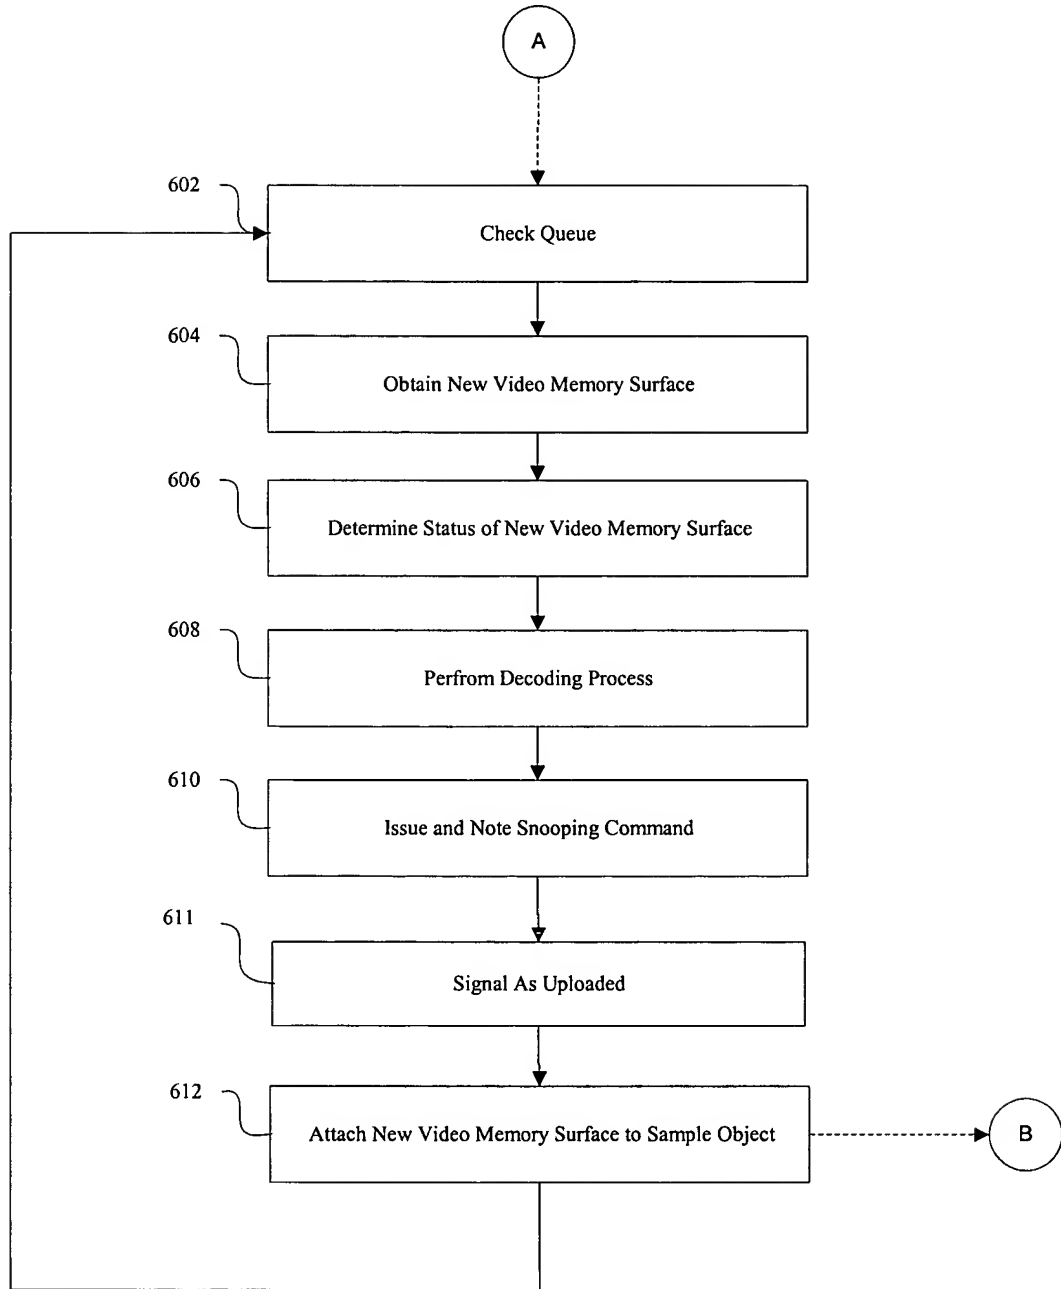 A
602
Check Queue
604
Obtain New Video Memory Surface
606
Determine Status of New Video Memory Surface
608
Perfrom Decoding Process
610
Issue and Note Snooping Command
611
Signal As Uploaded
612
Attach New Video Memory Surface to Sample Object
B